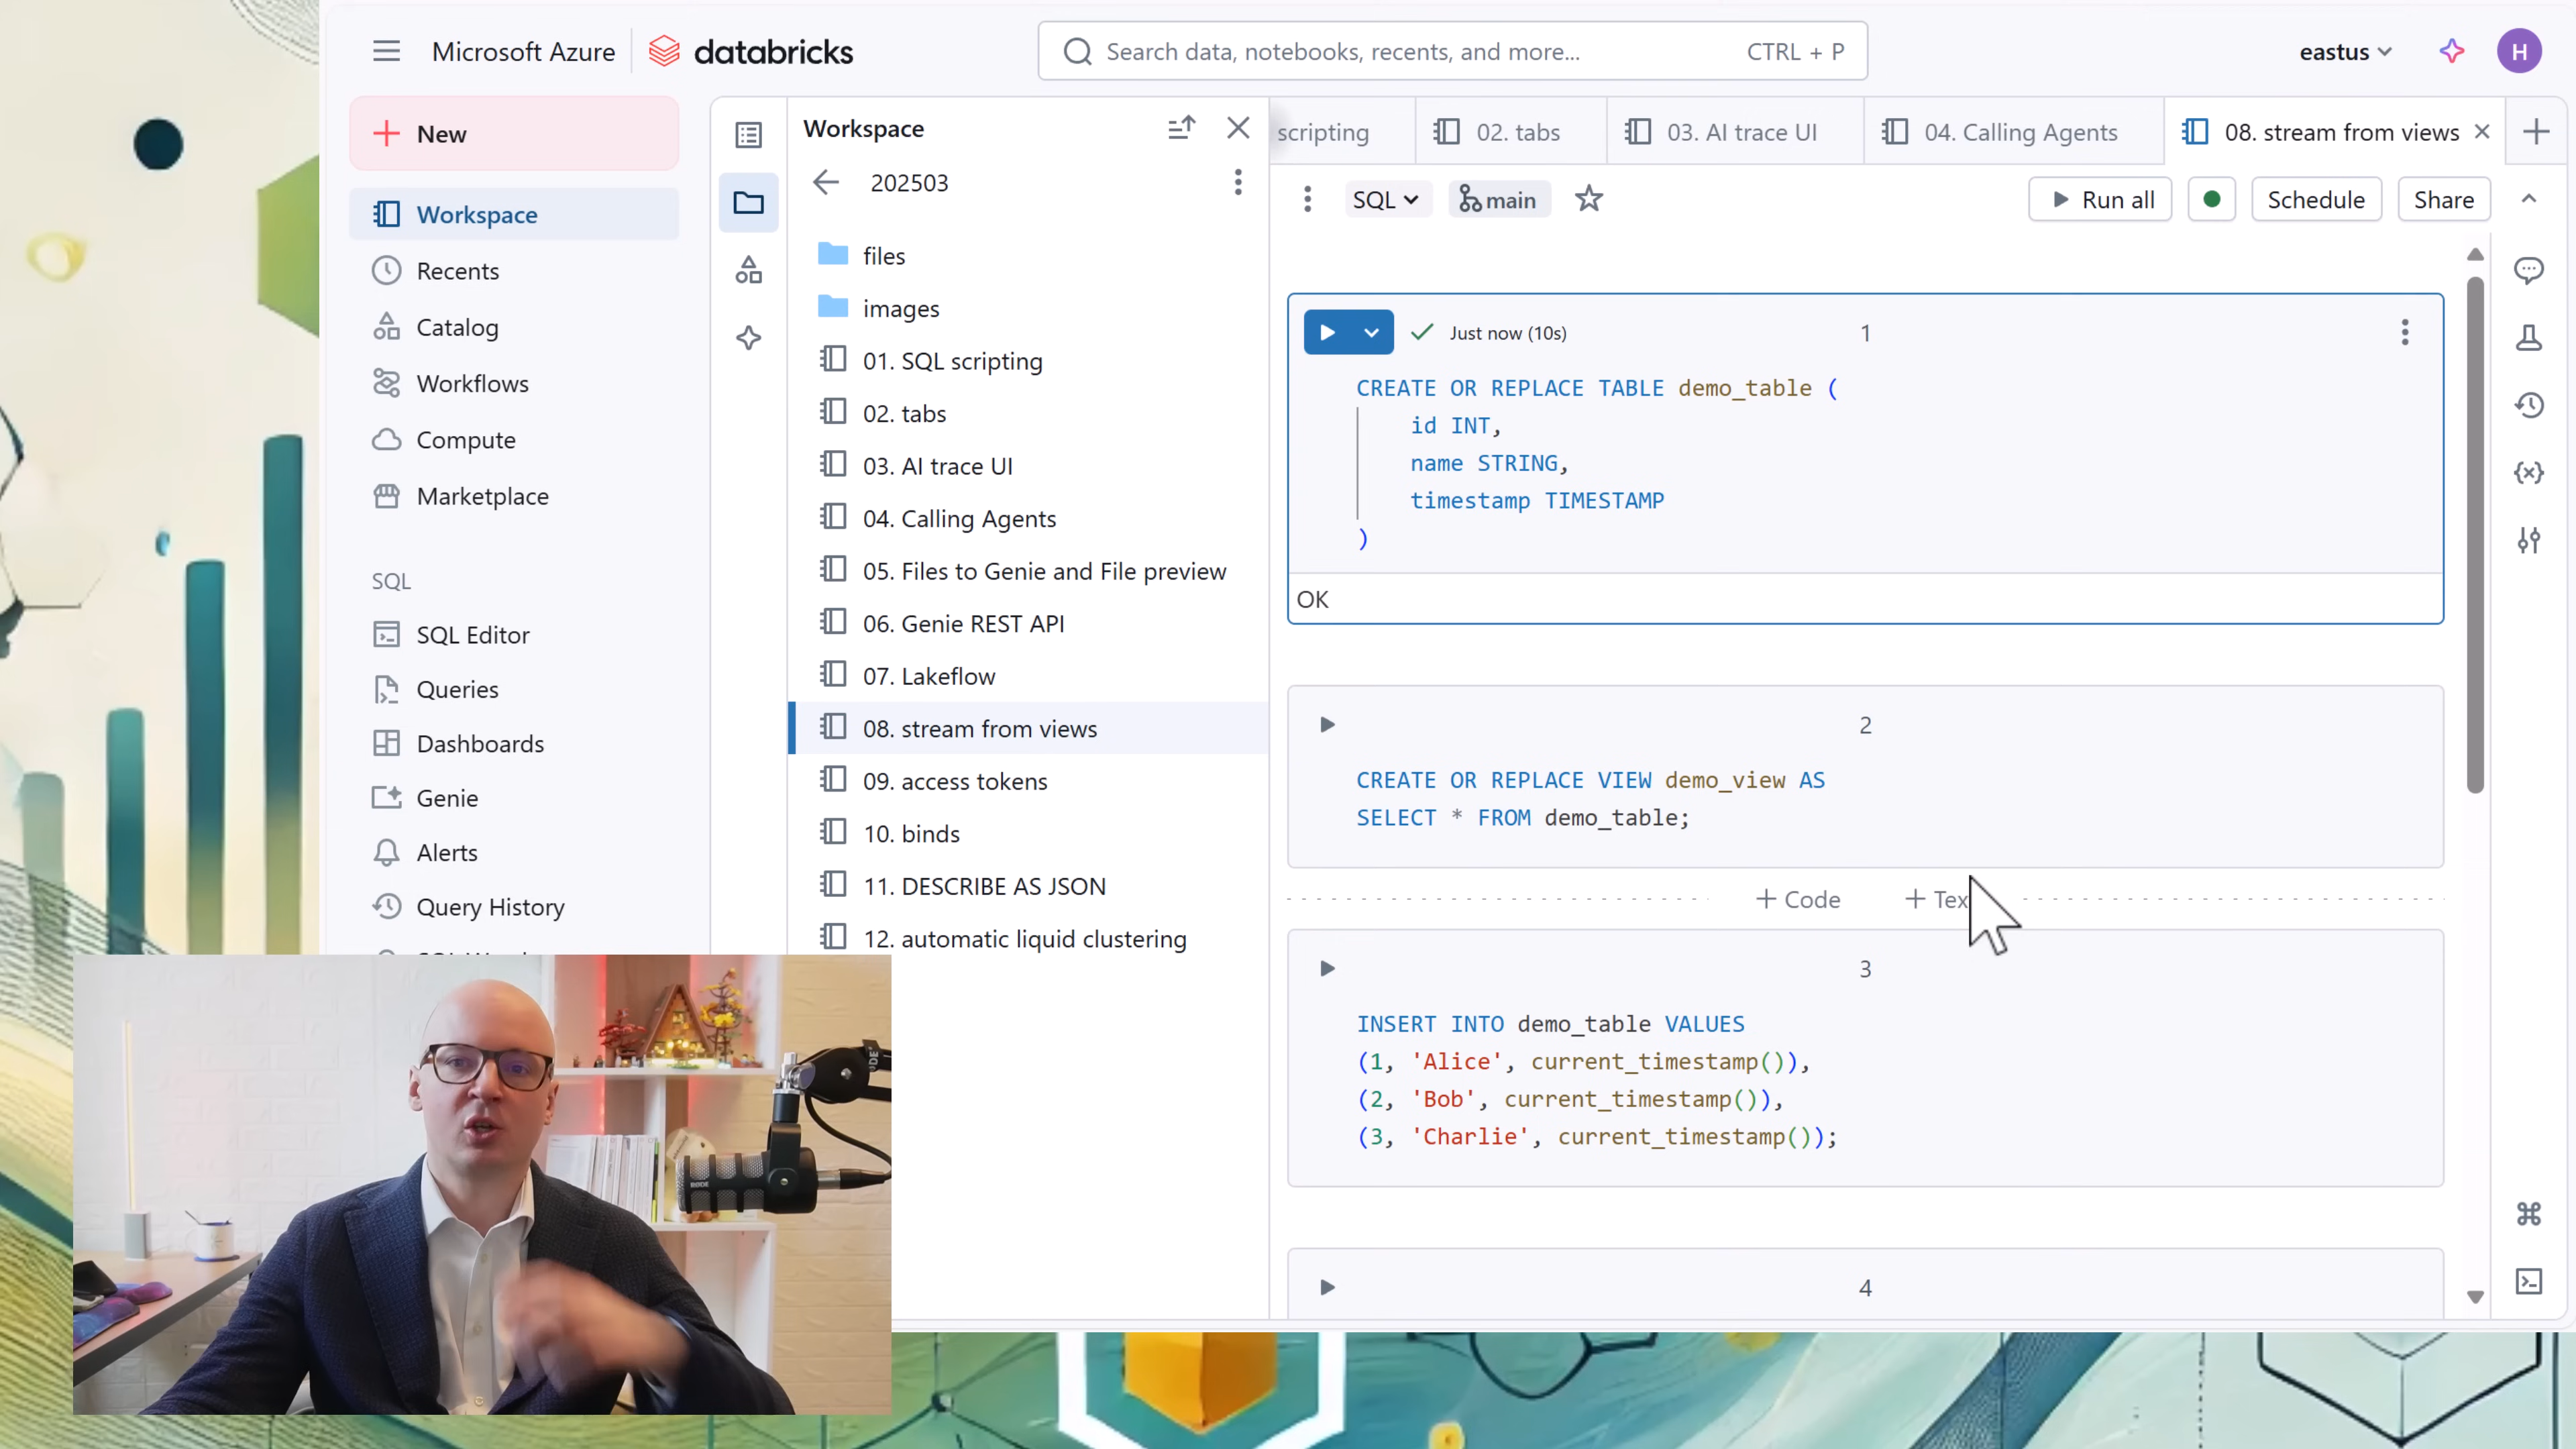 Microsoft Azure
databricks
Search data, notebooks, recents, and more...
CTRL + P
eastus
H
New
Workspace
Recents
Catalog
Workflows
Compute
Marketplace
SQL
SQL Editor
Queries
Dashboards
Genie
Alerts
Query History
Workspace
202503
files
images
01. SQL scripting
02. tabs
03. AI trace UI
04. Calling Agents
05. Files to Genie and File preview
06. Genie REST API
07. Lakeflow
08. stream from views
09. access tokens
10. binds
11. DESCRIBE AS JSON
12. automatic liquid clustering
scripting
02. tabs
03. AI trace UI
04. Calling Agents
08. stream from views
SQL
main
Run all
Schedule
Share
Just now (10s)
1
CREATE OR REPLACE TABLE demo_table (
id INT,
name STRING,
timestamp TIMESTAMP
)
OK
2
CREATE OR REPLACE VIEW demo_view AS
SELECT * FROM demo_table;
+ Code
+ Tex
3
INSERT INTO demo_table VALUES
(1, 'Alice', current_timestamp()),
(2, 'Bob', current_timestamp()),
(3, 'Charlie', current_timestamp());
4
RODE